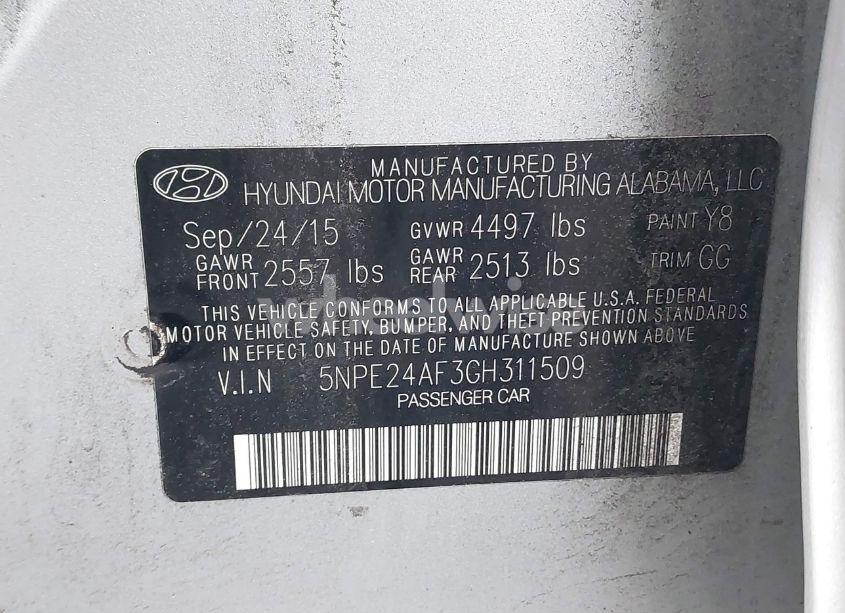 MANUFACTURED BY
HYUNDAI MOTOR MANUFACTURING ALABAMA, LLC
Sep/24/15 GVWR 4497 lbs PAINT Y8
GAWR FRONT 2557 lbs GAWR REAR 2513 lbs TRIM GG
THIS VEHICLE CONFORMS TO ALL APPLICABLE U.S.A. FEDERAL
MOTOR VEHICLE SAFETY, BUMPER, AND THEFT PREVENTION STANDARDS
IN EFFECT ON THE DATE OF MANUFACTURE SHOWN ABOVE
V.I.N 5NPE24AF3GH311509
PASSENGER CAR